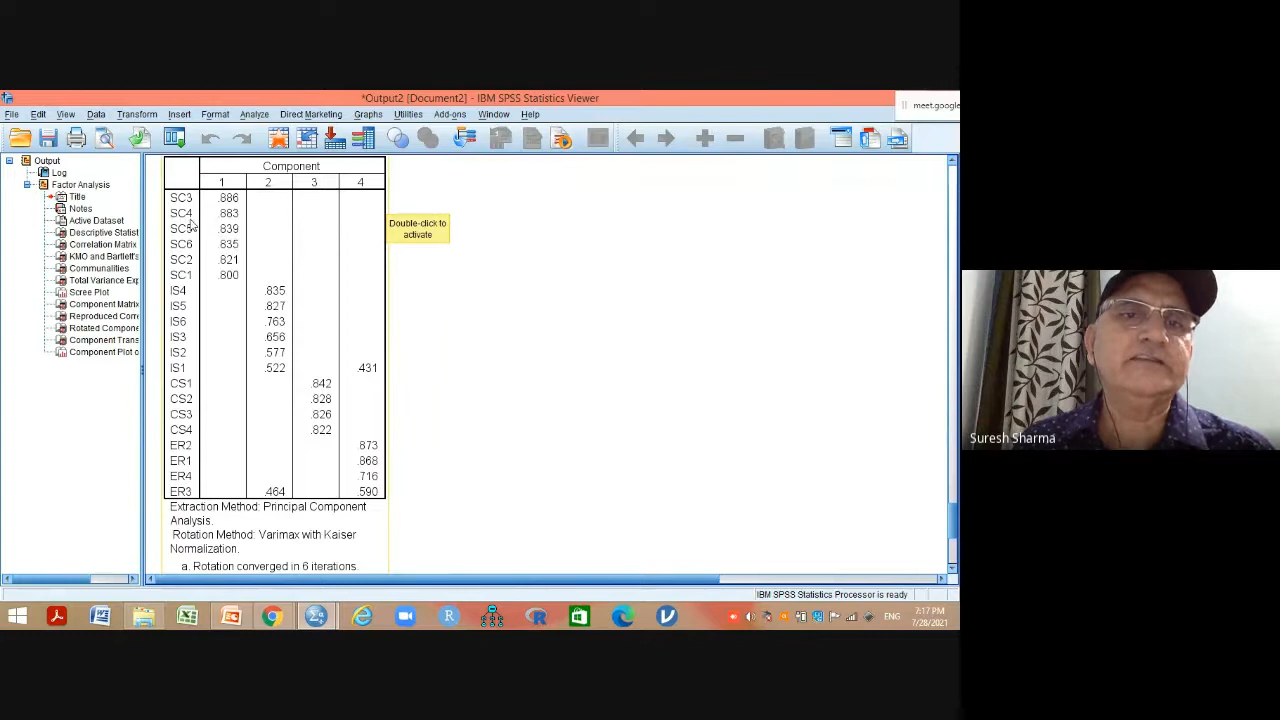 *Output2 [Document2] - IBM SPSS Statistics Viewer
meet.google
File Edit View Data Transform Insert Format Analyze Direct Marketing Graphs Utilities Add-ons Window Help
Output
Log
Factor Analysis
Title
Notes
Active Dataset
Descriptive Statist
Correlation Matrix
KMO and Bartlett's
Communalities
Total Variance Exp
Scree Plot
Component Matrix
Reproduced Corre
Rotated Compone
Component Trans
Component Plot o
Component
1 2 3 4
SC3 .886
SC4 .883
SC5 .839
SC6 .835
SC2 .821
SC1 .800
IS4 .835
IS5 .827
IS6 .763
IS3 .656
IS2 .577
IS1 .522 .431
CS1 .842
CS2 .828
CS3 .826
CS4 .822
ER2 .873
ER1 .868
ER4 .716
ER3 .464 .590
Extraction Method: Principal Component
Analysis.
Rotation Method: Varimax with Kaiser
Normalization.
a. Rotation converged in 6 iterations.
Double-click to
activate
IBM SPSS Statistics Processor is ready
ENG
7:17 PM
7/28/2021
Suresh Sharma